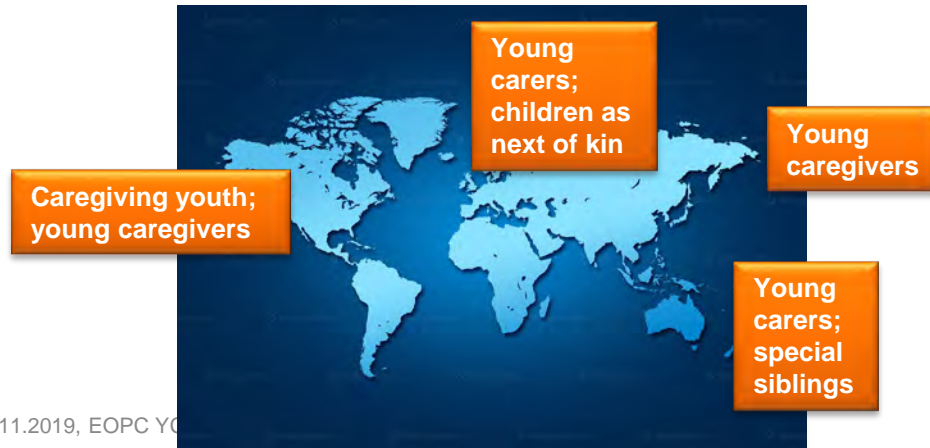 Young
carers;
children as
next of kin
Young
caregivers
Caregiving youth;
young caregivers
Young
carers;
special
siblings
11.2019, EOPC